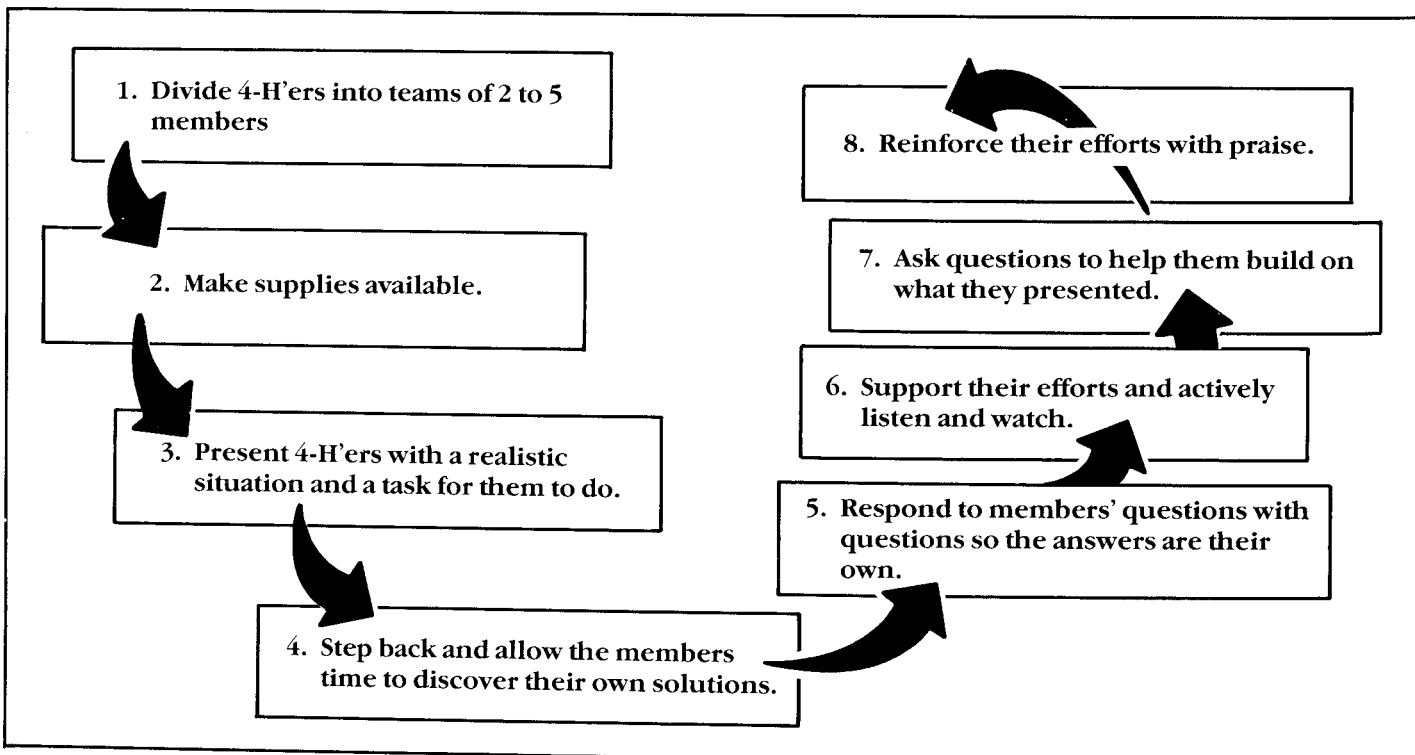 1. Divide 4-H'ers into teams of 2 to 5
members
2. Make supplies available.
3. Present 4-H'ers with a realistic
situation and a task for them to do.
4. Step back and allow the members
time to discover their own solutions.
5. Respond to members' questions with
questions so the answers are their
own.
6. Support their efforts and actively
listen and watch.
7. Ask questions to help them build on
what they presented.
8. Reinforce their efforts with praise.